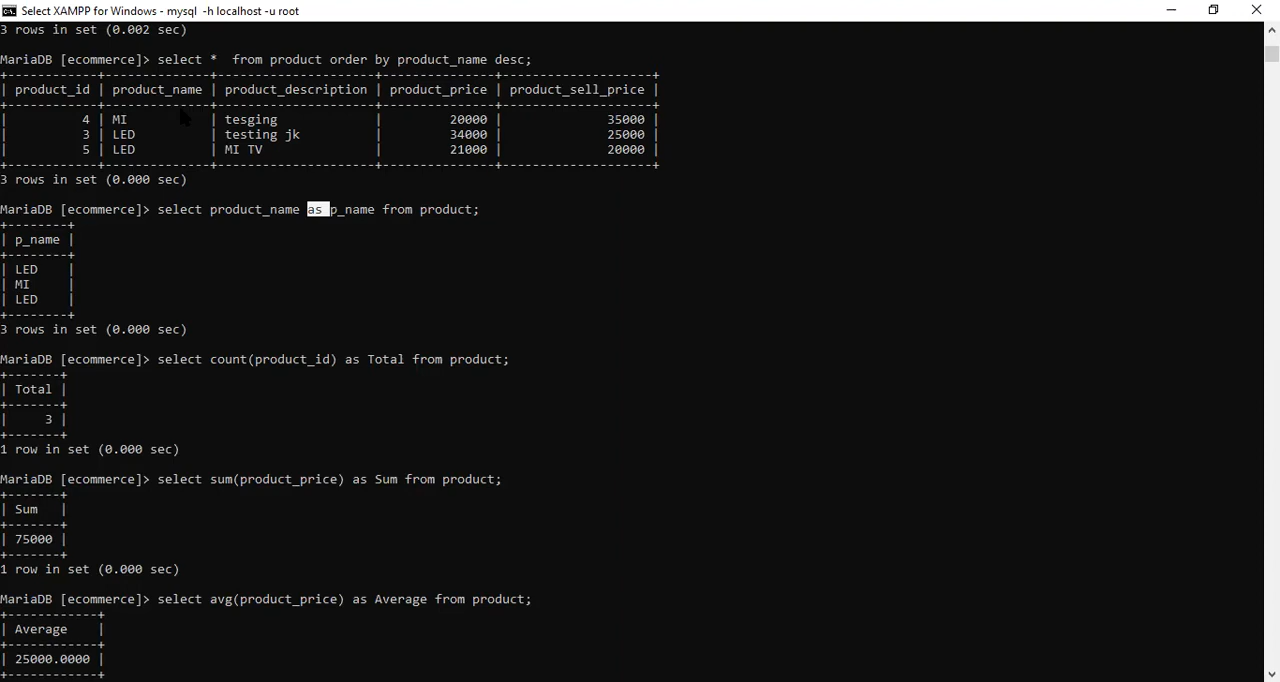 Select XAMPP for Windows - mysql -h localhost -u root
3 rows in set (0.002 sec)
MariaDB [ecommerce]> select *  from product order by product_name desc;
+------------+--------------+---------------------+---------------+--------------------+
| product_id | product_name | product_description | product_price | product_sell_price |
+------------+--------------+---------------------+---------------+--------------------+
|          4 | MI           | tesging             |         20000 |              35000 |
|          3 | LED          | testing jk          |         34000 |              25000 |
|          5 | LED          | MI TV               |         21000 |              20000 |
+------------+--------------+---------------------+---------------+--------------------+
3 rows in set (0.000 sec)
MariaDB [ecommerce]> select product_name as p_name from product;
+--------+
| p_name |
+--------+
| LED    |
| MI     |
| LED    |
+--------+
3 rows in set (0.000 sec)
MariaDB [ecommerce]> select count(product_id) as Total from product;
+-------+
| Total |
+-------+
|     3 |
+-------+
1 row in set (0.000 sec)
MariaDB [ecommerce]> select sum(product_price) as Sum from product;
+-------+
| Sum   |
+-------+
| 75000 |
+-------+
1 row in set (0.000 sec)
MariaDB [ecommerce]> select avg(product_price) as Average from product;
+------------+
| Average    |
+------------+
| 25000.0000 |
+------------+